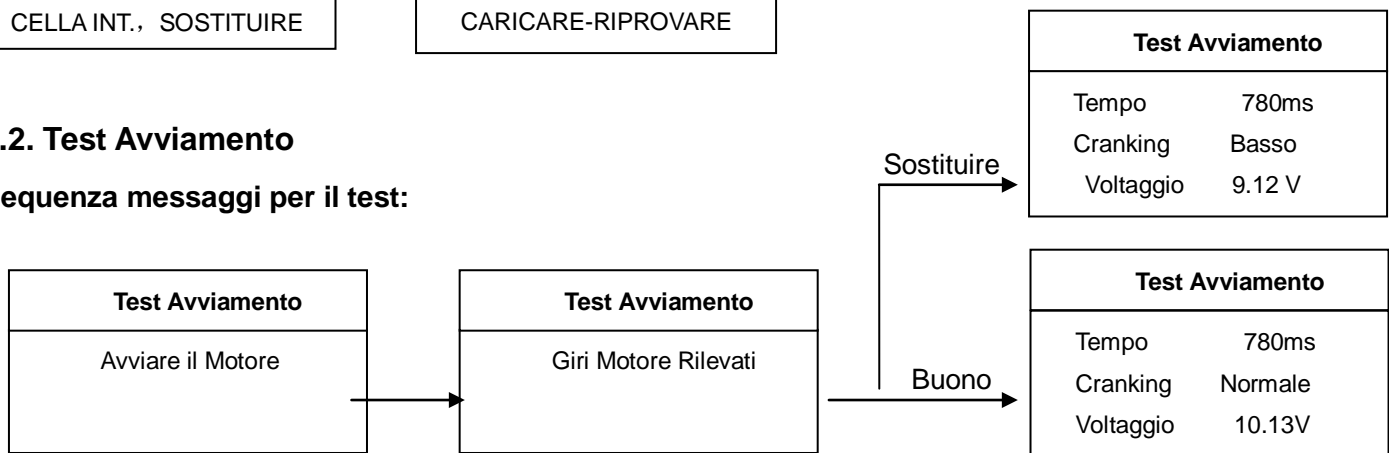 CELLA INT.，SOSTITUIRE
CARICARE-RIPROVARE
.2. Test Avviamento
equenza messaggi per il test:
Test Avviamento
Avviare il Motore
Test Avviamento
Giri Motore Rilevati
Sostituire
Test Avviamento
Tempo 780ms
Cranking Basso
Voltaggio 9.12 V
Buono
Test Avviamento
Tempo 780ms
Cranking Normale
Voltaggio 10.13V